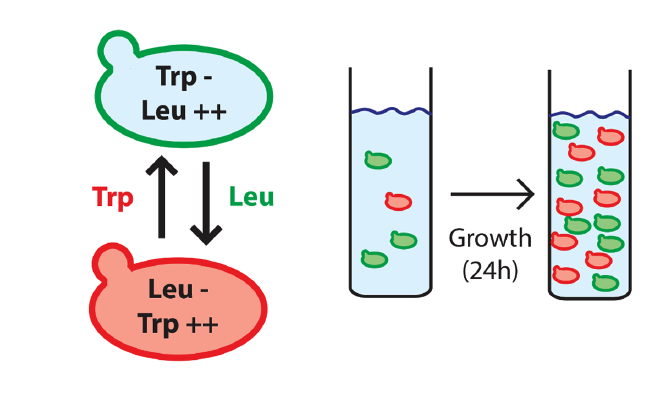 Trp -
Leu ++
Trp
Leu
Leu -
Trp ++
Growth
(24h)